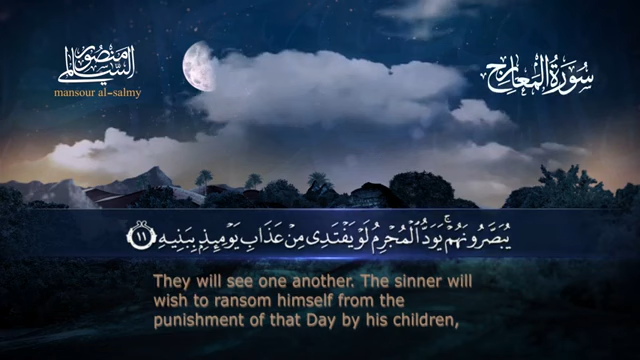 منصور السالمي
mansour al-salmy
سُورَةُ المَعَارِج
يُبَصَّرُونَهُمْ ۚ يَوَدُّ ٱلْمُجْرِمُ لَوْ يَفْتَدِى مِنْ عَذَابِ يَوْمِئِذٍۭ بِبَنِيهِ ١١
They will see one another. The sinner will
wish to ransom himself from the
punishment of that Day by his children,